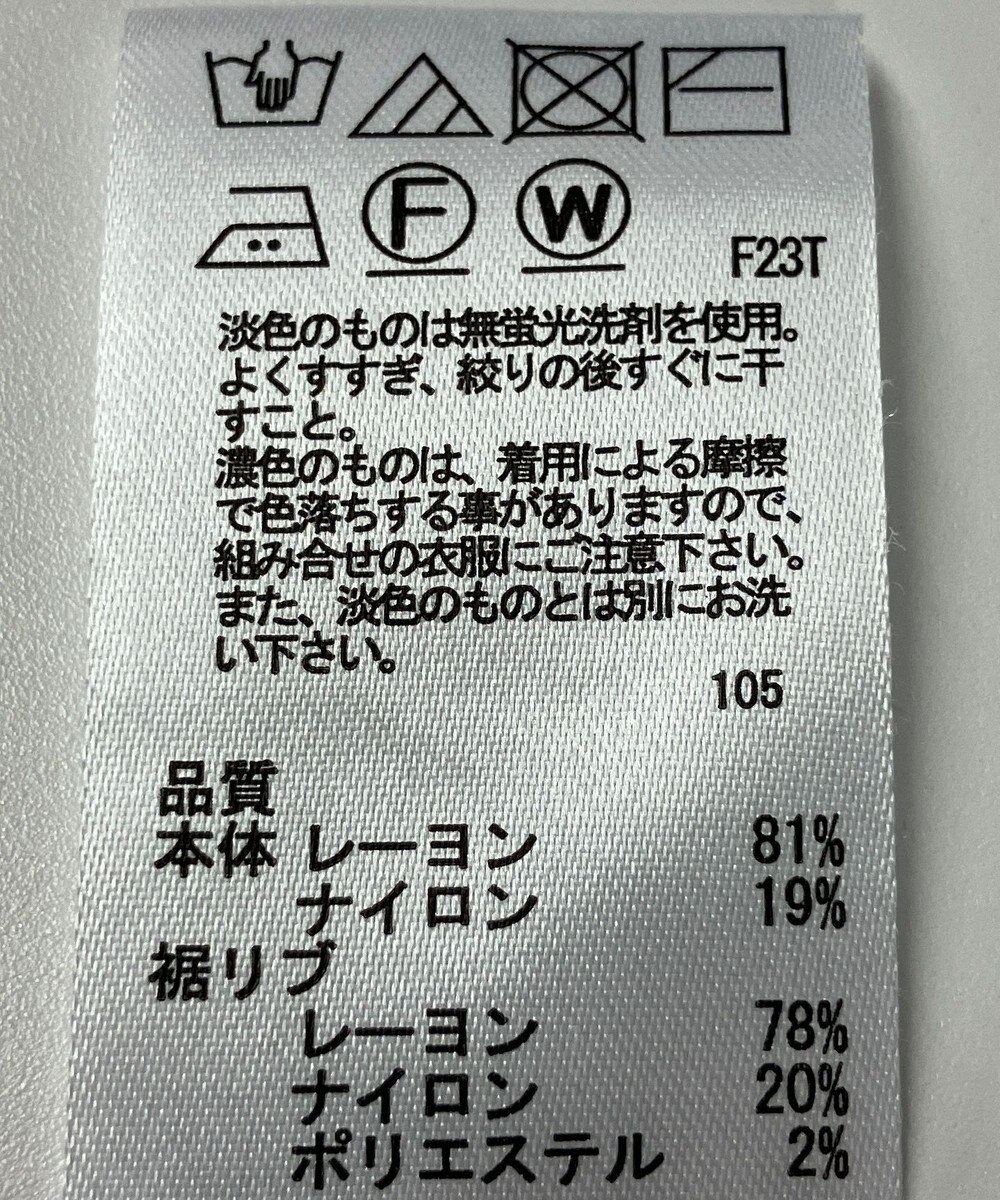 F W F23T
淡色のものは無蛍光洗剤を使用。
よくすすぎ、絞りの後すぐに干
すこと。
濃色のものは、着用による摩擦
で色落ちする事がありますので、
組み合せの衣服にご注意下さい。
また、淡色のものとは別にお洗
い下さい。
105
品質
本体 レーヨン 81%
ナイロン 19%
裾リブ
レーヨン 78%
ナイロン 20%
ポリエステル 2%